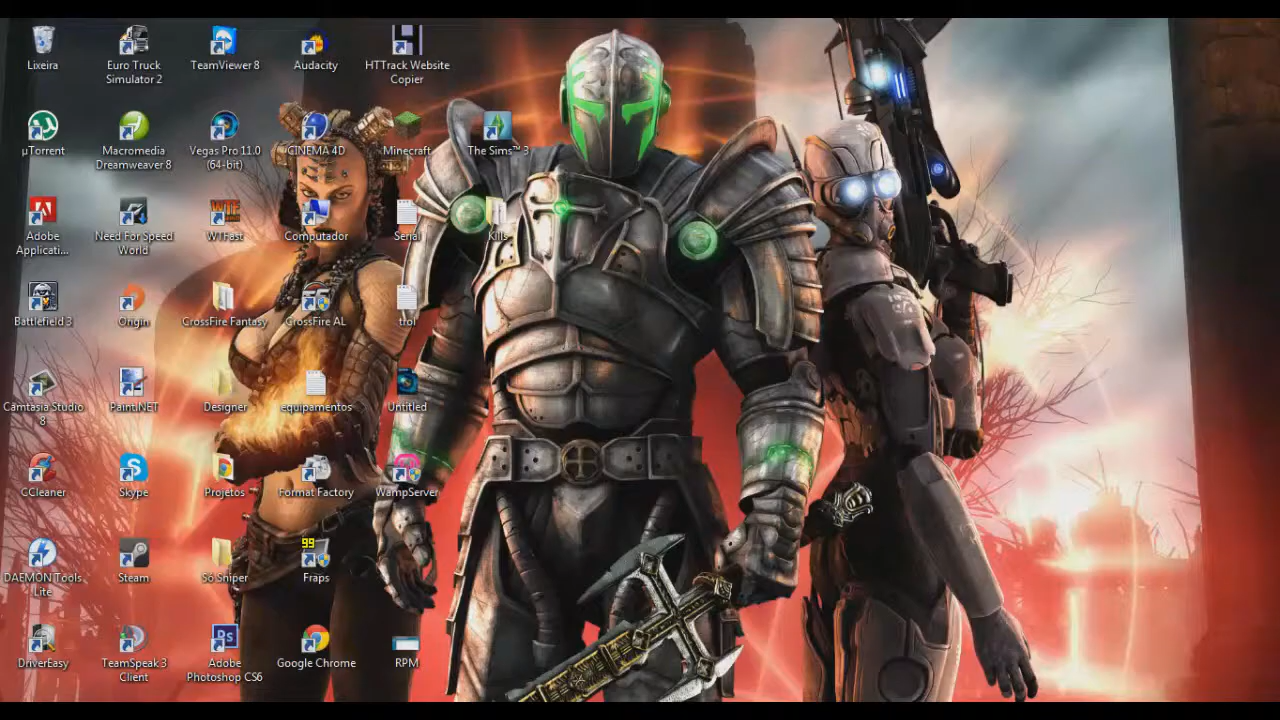 Lixeira
Euro Truck
Simulator 2
TeamViewer 8
Audacity
HTTrack Website
Copier
µTorrent
Macromedia
Dreamweaver 8
Vegas Pro 11.0
(64-bit)
CINEMA 4D
Minecraft
The Sims™ 3
Adobe
Applicati...
Need For Speed
World
WTF
WTFast
Computador
Serial
Kills
Battlefield 3
Origin
CrossFire Fantasy
CrossFire AL
trol
Camtasia Studio
8
Paint.NET
Designer
equipamentos
Untitled
CCleaner
Skype
Projetos
Format Factory
WampServer
DAEMON Tools
Lite
Steam
Só Sniper
99
Fraps
DriverEasy
TeamSpeak 3
Client
Ps
Adobe
Photoshop CS6
Google Chrome
RPM